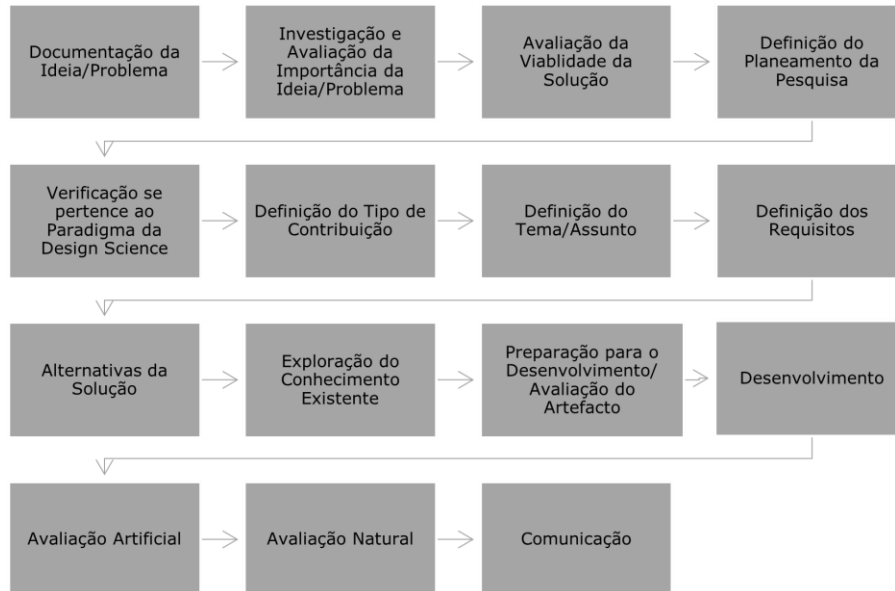 Documentação da
Ideia/Problema
Investigação e
Avaliação da
Importância da
Ideia/Problema
Avaliação da
Viablidade da
Solução
Definição do
Planeamento da
Pesquisa
Verificação se
pertence ao
Paradigma da
Design Science
Definição do Tipo de
Contribuição
Definição do
Tema/Assunto
Definição dos
Requisitos
Alternativas da
Solução
Exploração do
Conhecimento
Existente
Preparação para o
Desenvolvimento/
Avaliação do
Artefacto
Desenvolvimento
Avaliação Artificial
Avaliação Natural
Comunicação